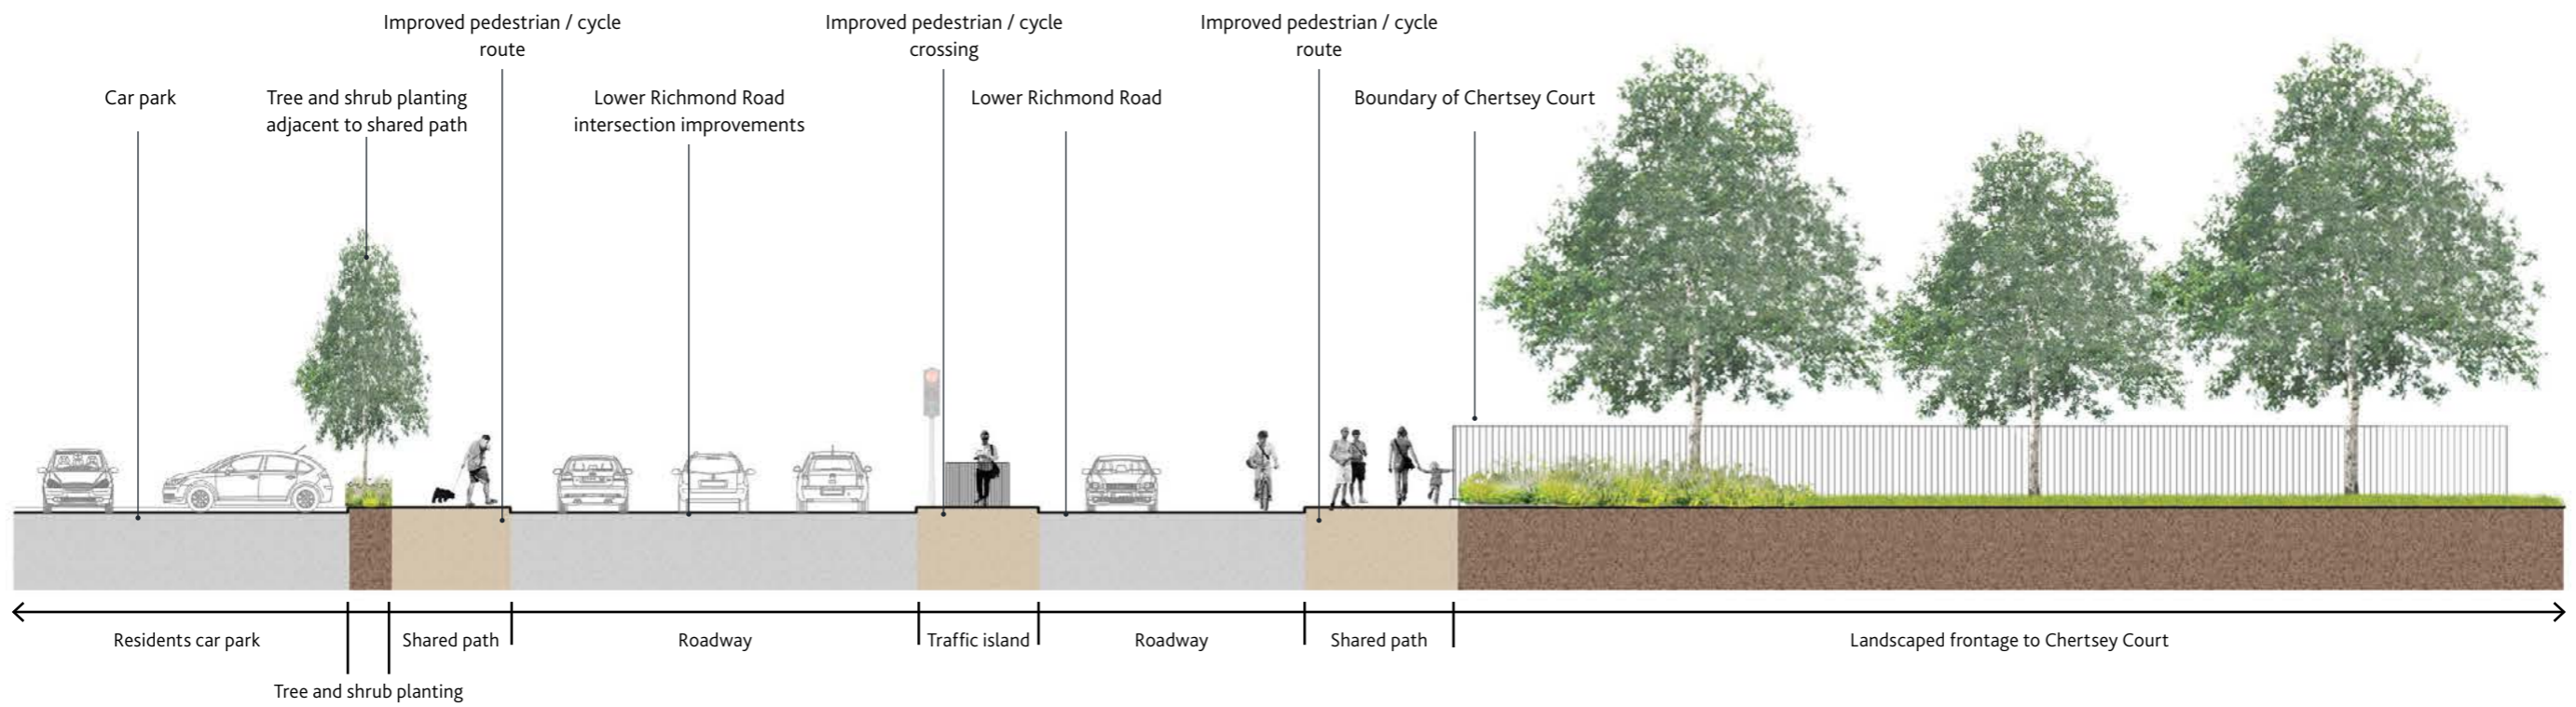 Improved pedestrian / cycle
route
Improved pedestrian / cycle
crossing
Improved pedestrian / cycle
route
Car park
Tree and shrub planting
adjacent to shared path
Lower Richmond Road
intersection improvements
Lower Richmond Road
Boundary of Chertsey Court
Residents car park
Shared path
Roadway
Traffic island
Roadway
Shared path
Landscaped frontage to Chertsey Court
Tree and shrub planting